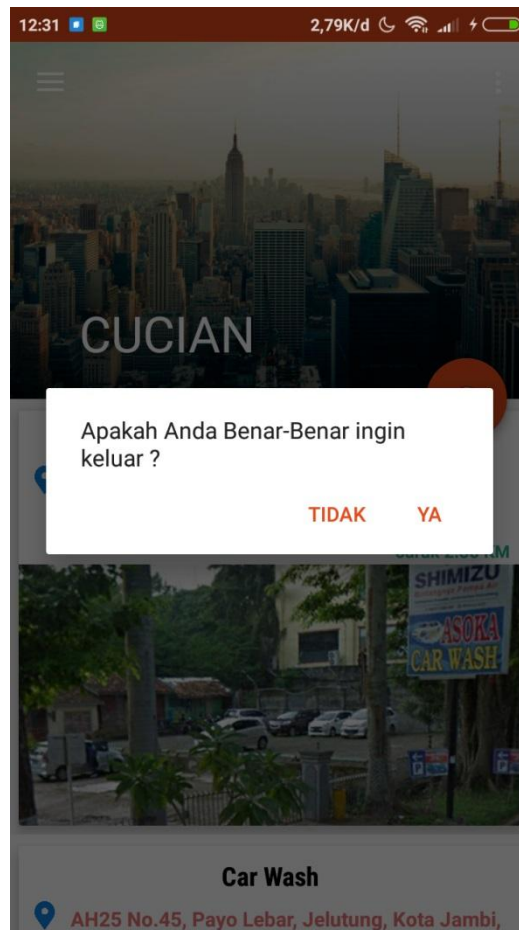 12:31
2,79K/d
CUCIAN
Apakah Anda Benar-Benar ingin
keluar ?
TIDAK YA
KM
SHIMIZU
ASOKA
CAR WASH
Car Wash
AH25 No.45, Payo Lebar, Jelutung, Kota Jambi,